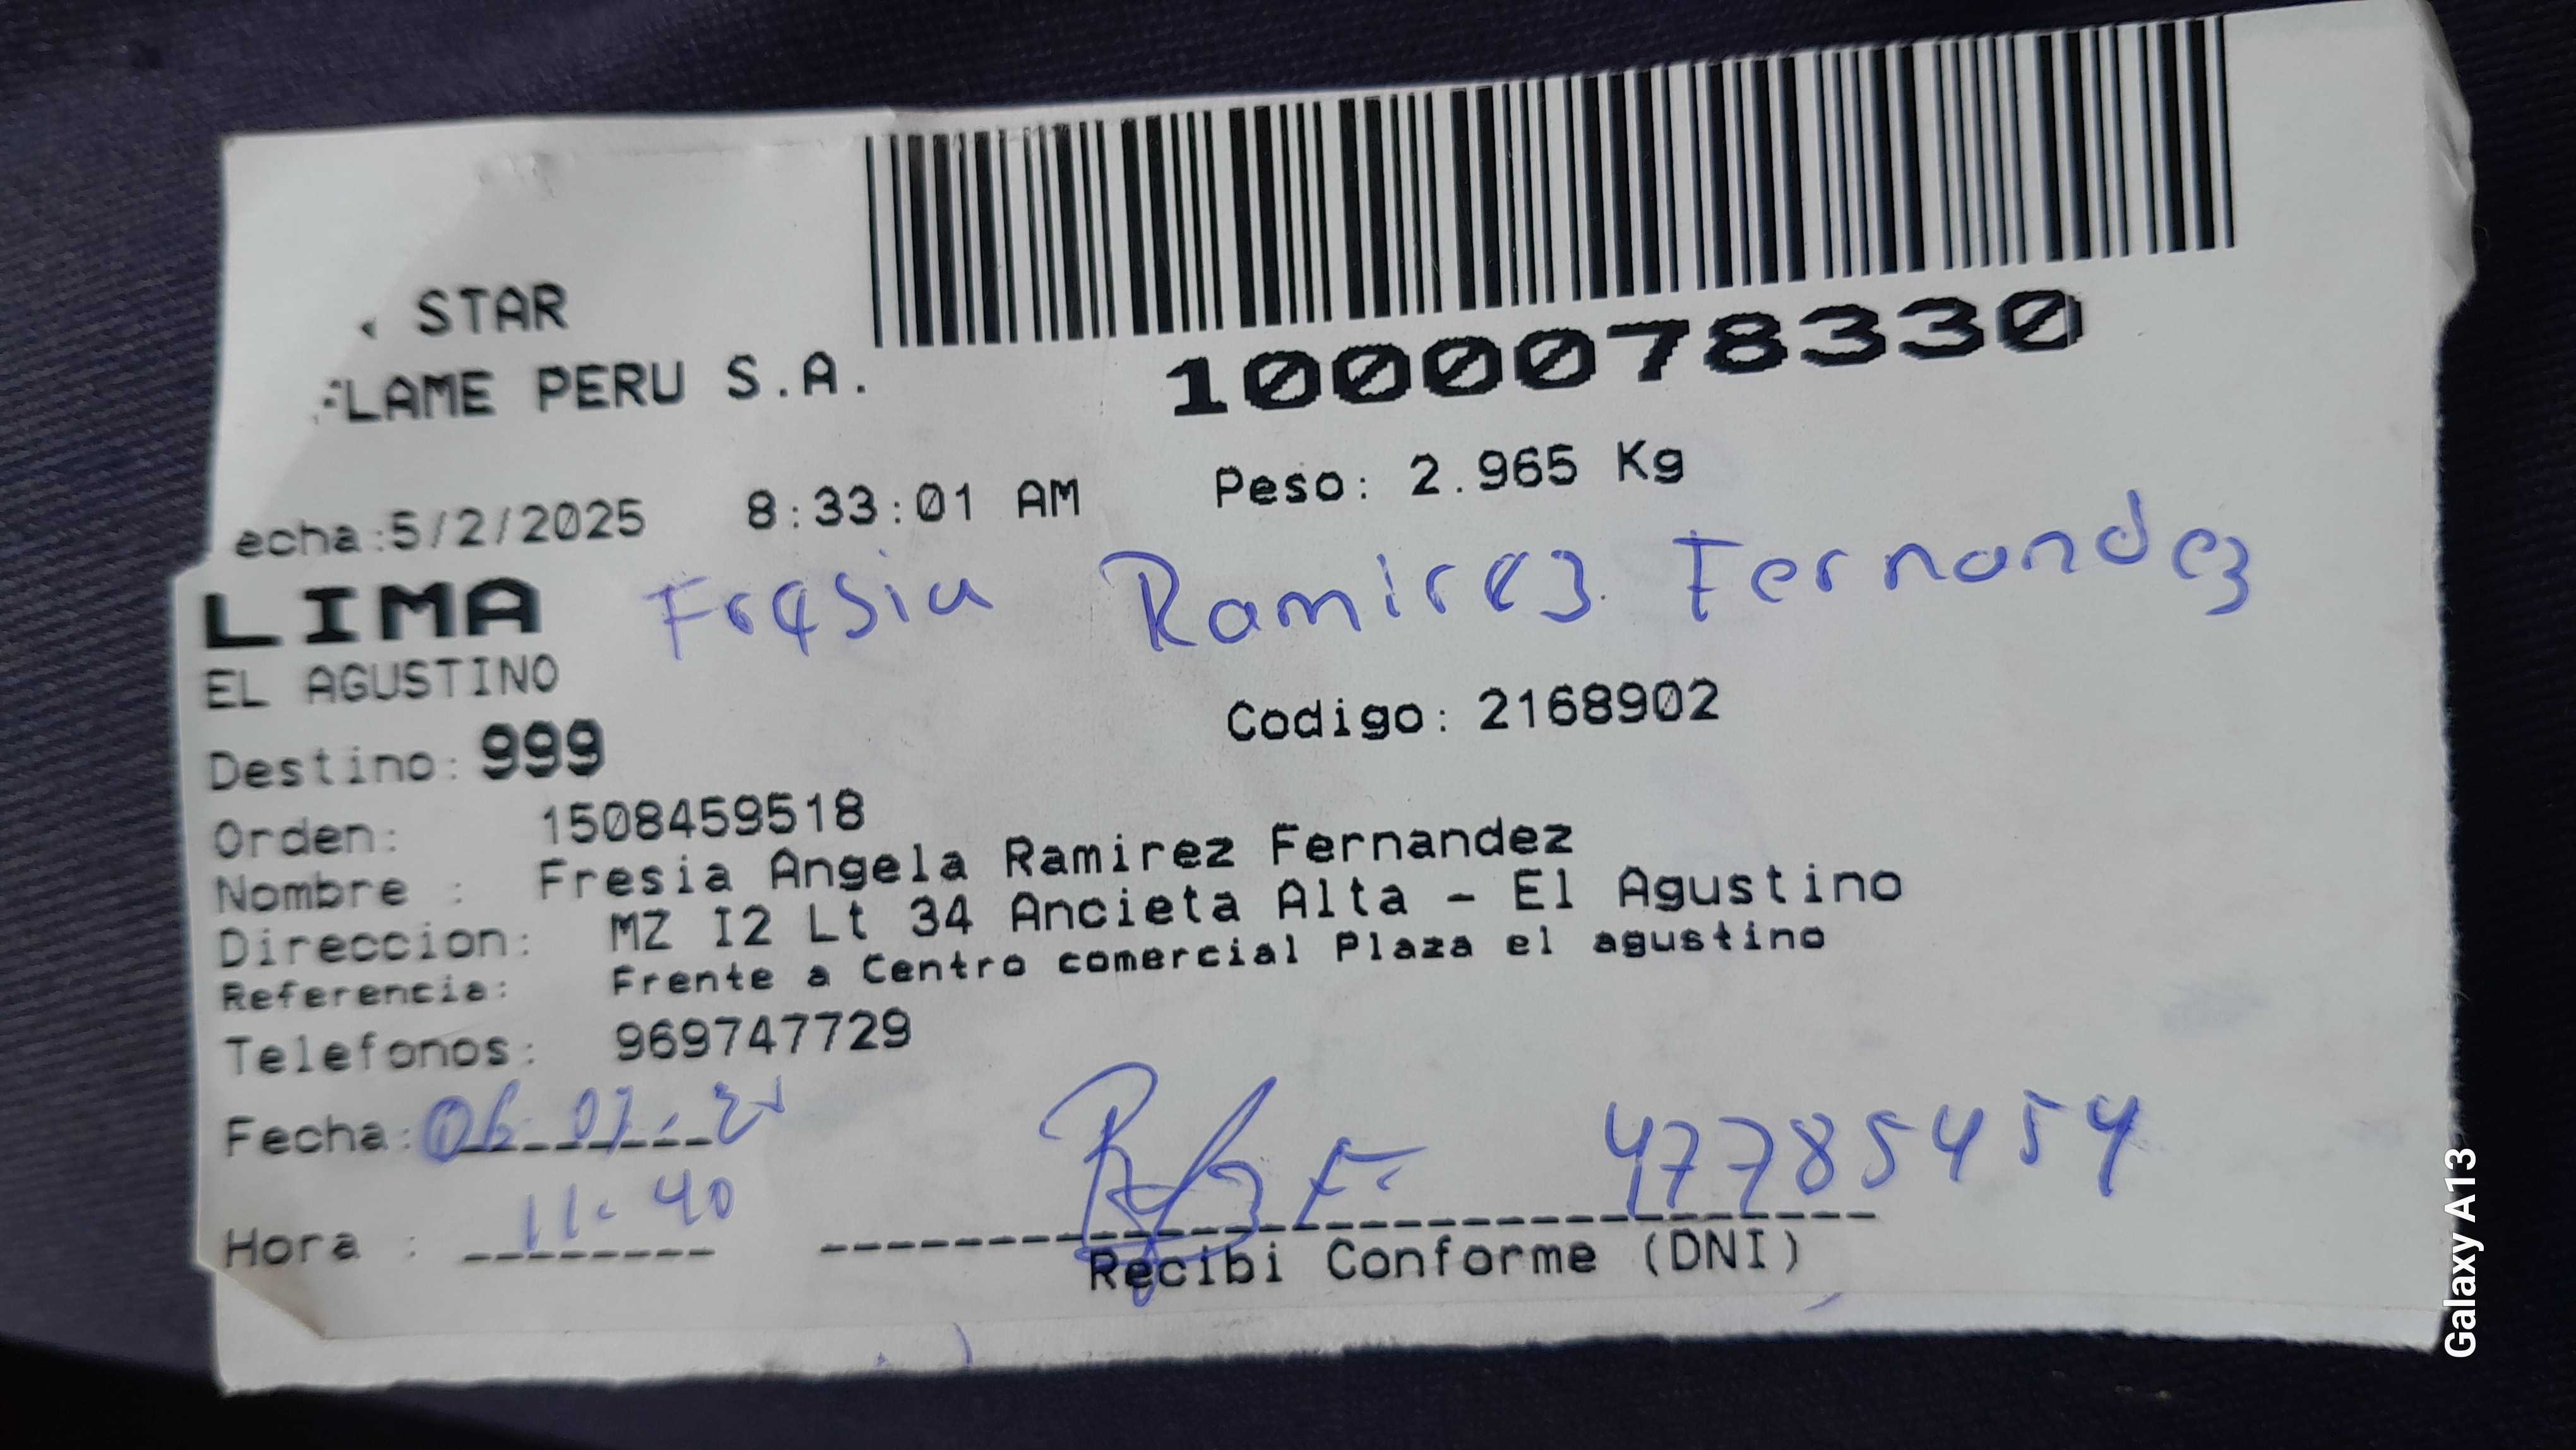 STAR
FLAME PERU S.A.
1000078330
echa:5/2/2025 8:33:01 AM Peso: 2.965 Kg
LIMA Fresia Ramirez Fernandez
EL AGUSTINO
Destino: 999 Codigo: 2168902
Orden: 1508459518
Nombre : Fresia Angela Ramirez Fernandez
Direccion: MZ I2 Lt 34 Ancieta Alta - El Agustino
Referencia: Frente a Centro comercial Plaza el agustino
Telefonos: 969747729
Fecha: 47785454
Hora : 11:40
Recibi Conforme (DNI)
Galaxy A13